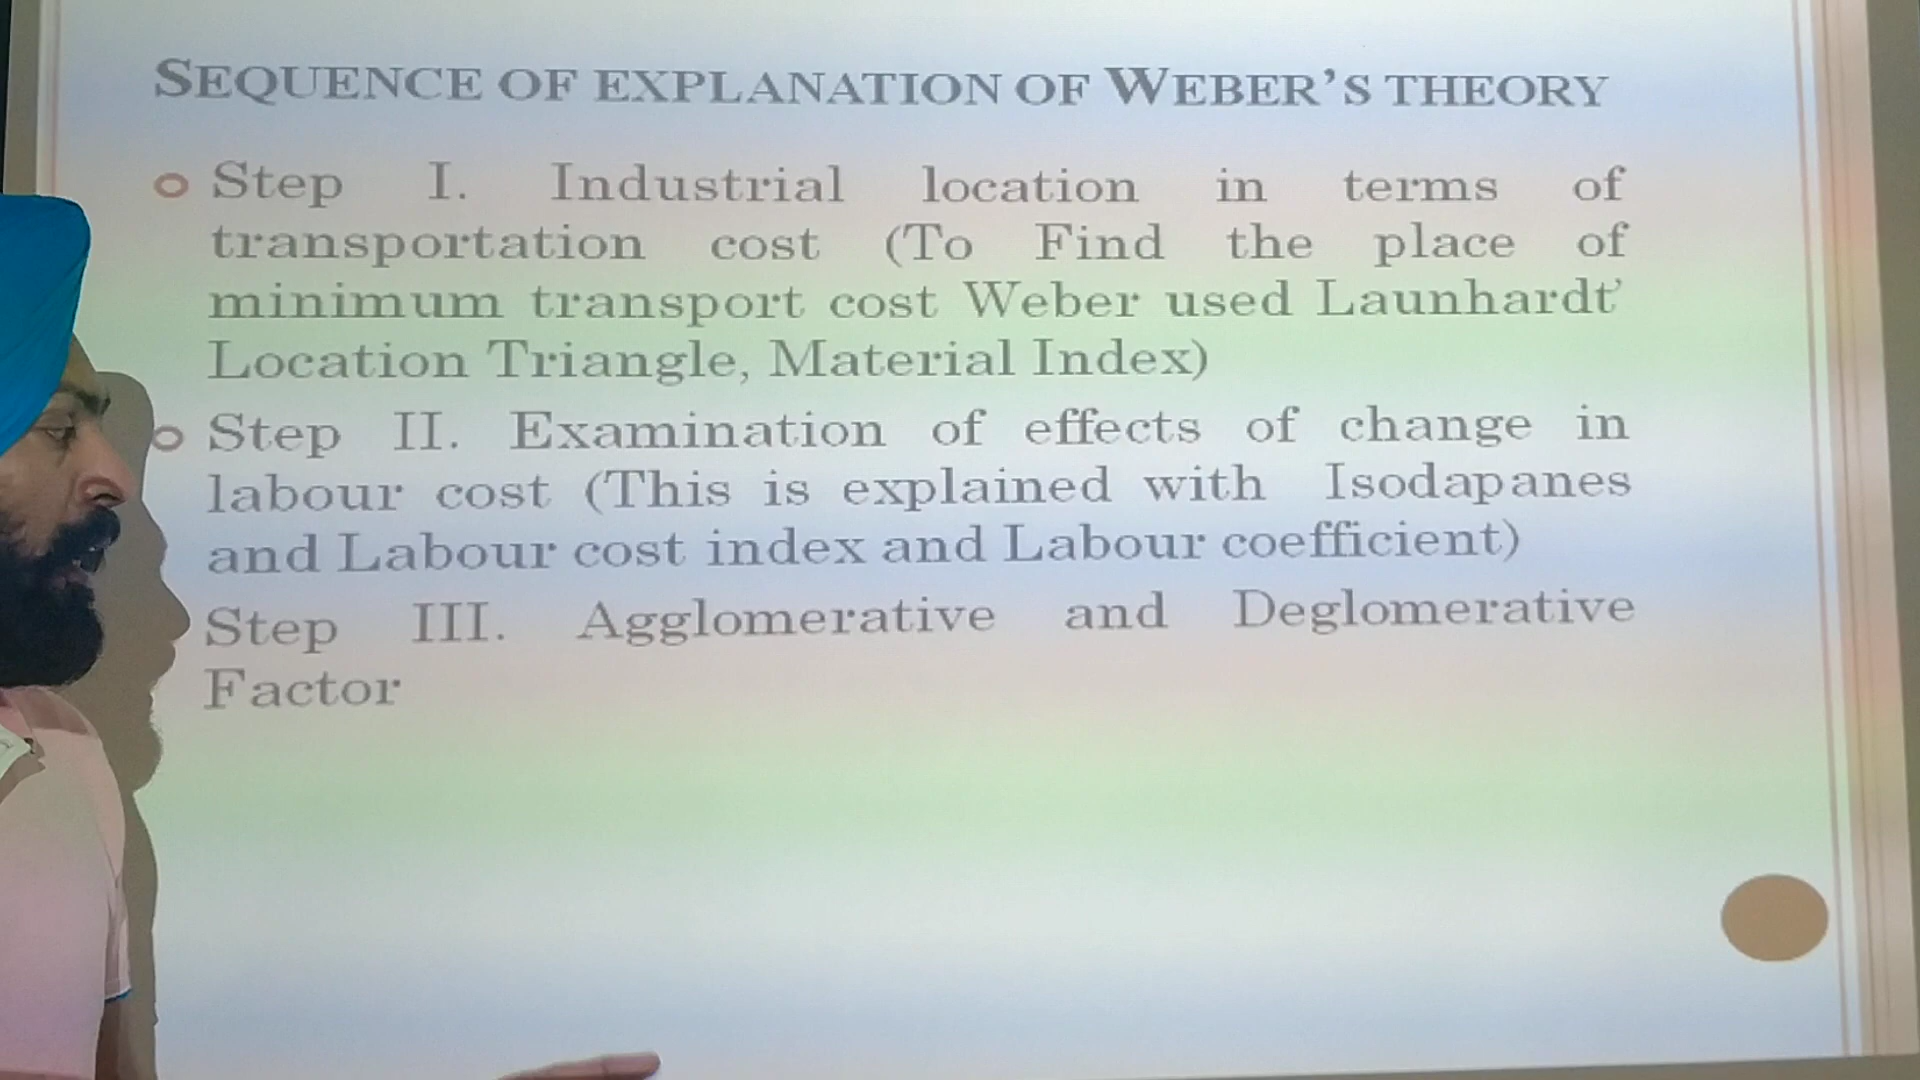 SEQUENCE OF EXPLANATION OF WEBER'S THEORY
Step I. Industrial location in terms of
transportation cost (To Find the place of
minimum transport cost Weber used Launhardt'
Location Triangle, Material Index)
Step II. Examination of effects of change in
labour cost (This is explained with Isodapanes
and Labour cost index and Labour coefficient)
Step III. Agglomerative and Deglomerative
Factor